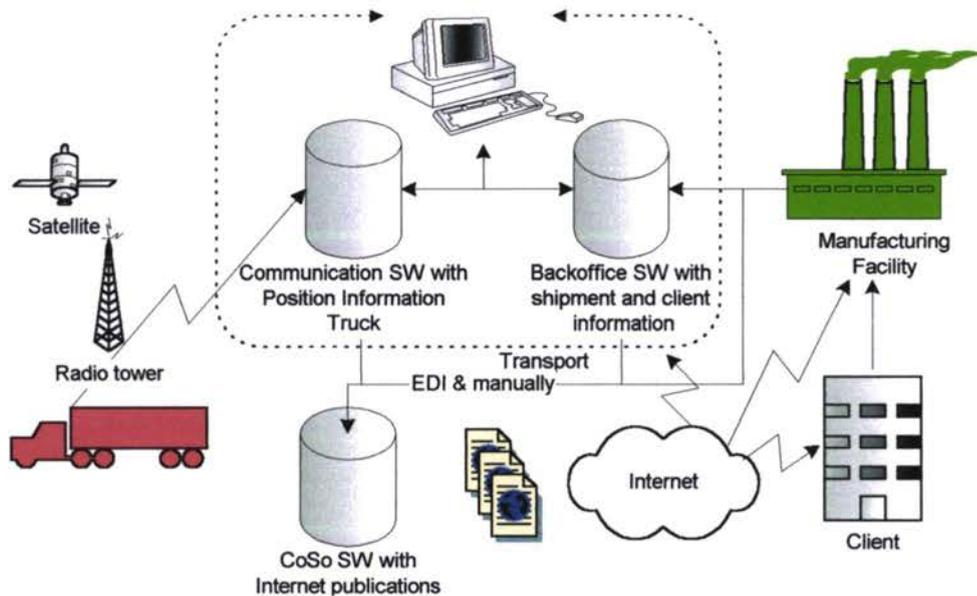 Satellite
Communication SW with
Position Information
Truck
Backoffice SW with
shipment and client
information
Manufacturing
Facility
Radio tower
Transport
EDI & manually
Internet
Client
CoSo SW with
Internet publications